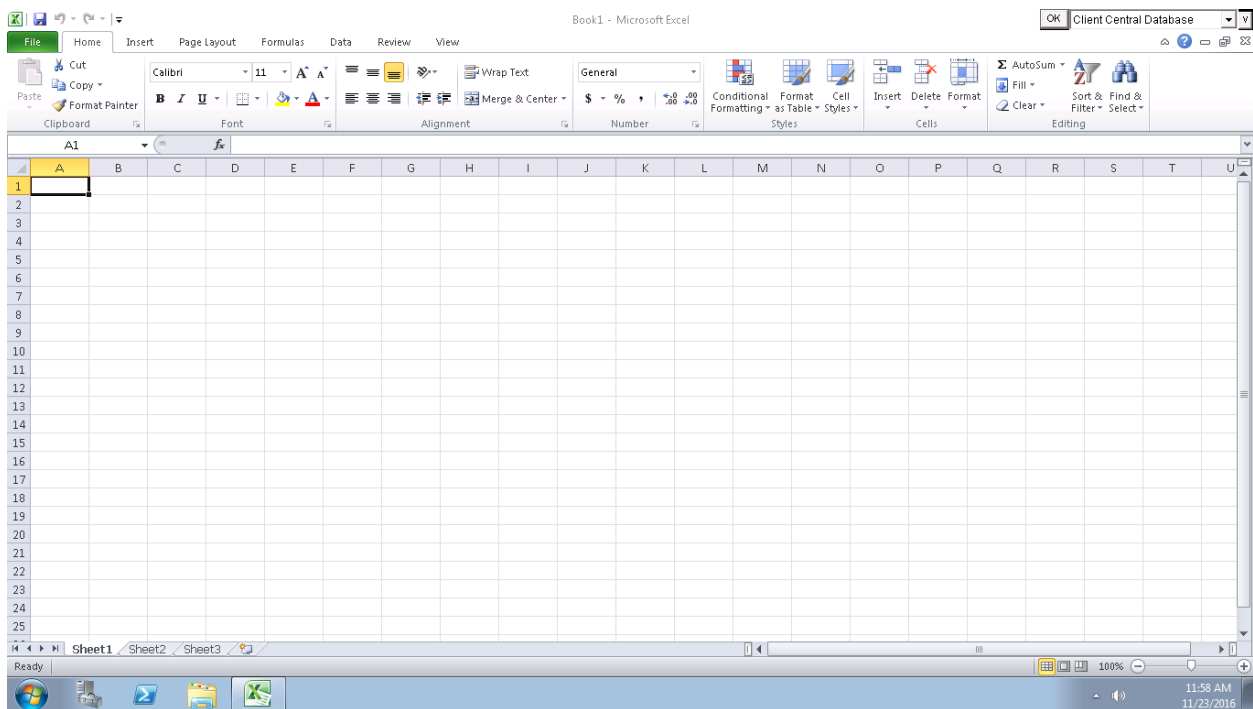 Book1 - Microsoft Excel
OK Client Central Database V
File Home Insert Page Layout Formulas Data Review View
Cut
Copy
Paste
Format Painter
Clipboard
Calibri 11 A A
B I U A
Font
Wrap Text
Merge & Center
Alignment
General
$ % , .0 .00 .00 .0
Number
Conditional Formatting
Format as Table
Cell Styles
Styles
Insert Delete Format
Cells
Σ AutoSum
Fill
Clear
Sort & Filter
Find & Select
Editing
A1 fx
A B C D E F G H I J K L M N O P Q R S T U
1
2
3
4
5
6
7
8
9
10
11
12
13
14
15
16
17
18
19
20
21
22
23
24
25
Sheet1 Sheet2 Sheet3
Ready 100%
11:58 AM
11/23/2016